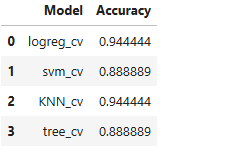 Model Accuracy
0 logreg_cv 0.944444
1 svm_cv 0.888889
2 KNN_cv 0.944444
3 tree_cv 0.888889